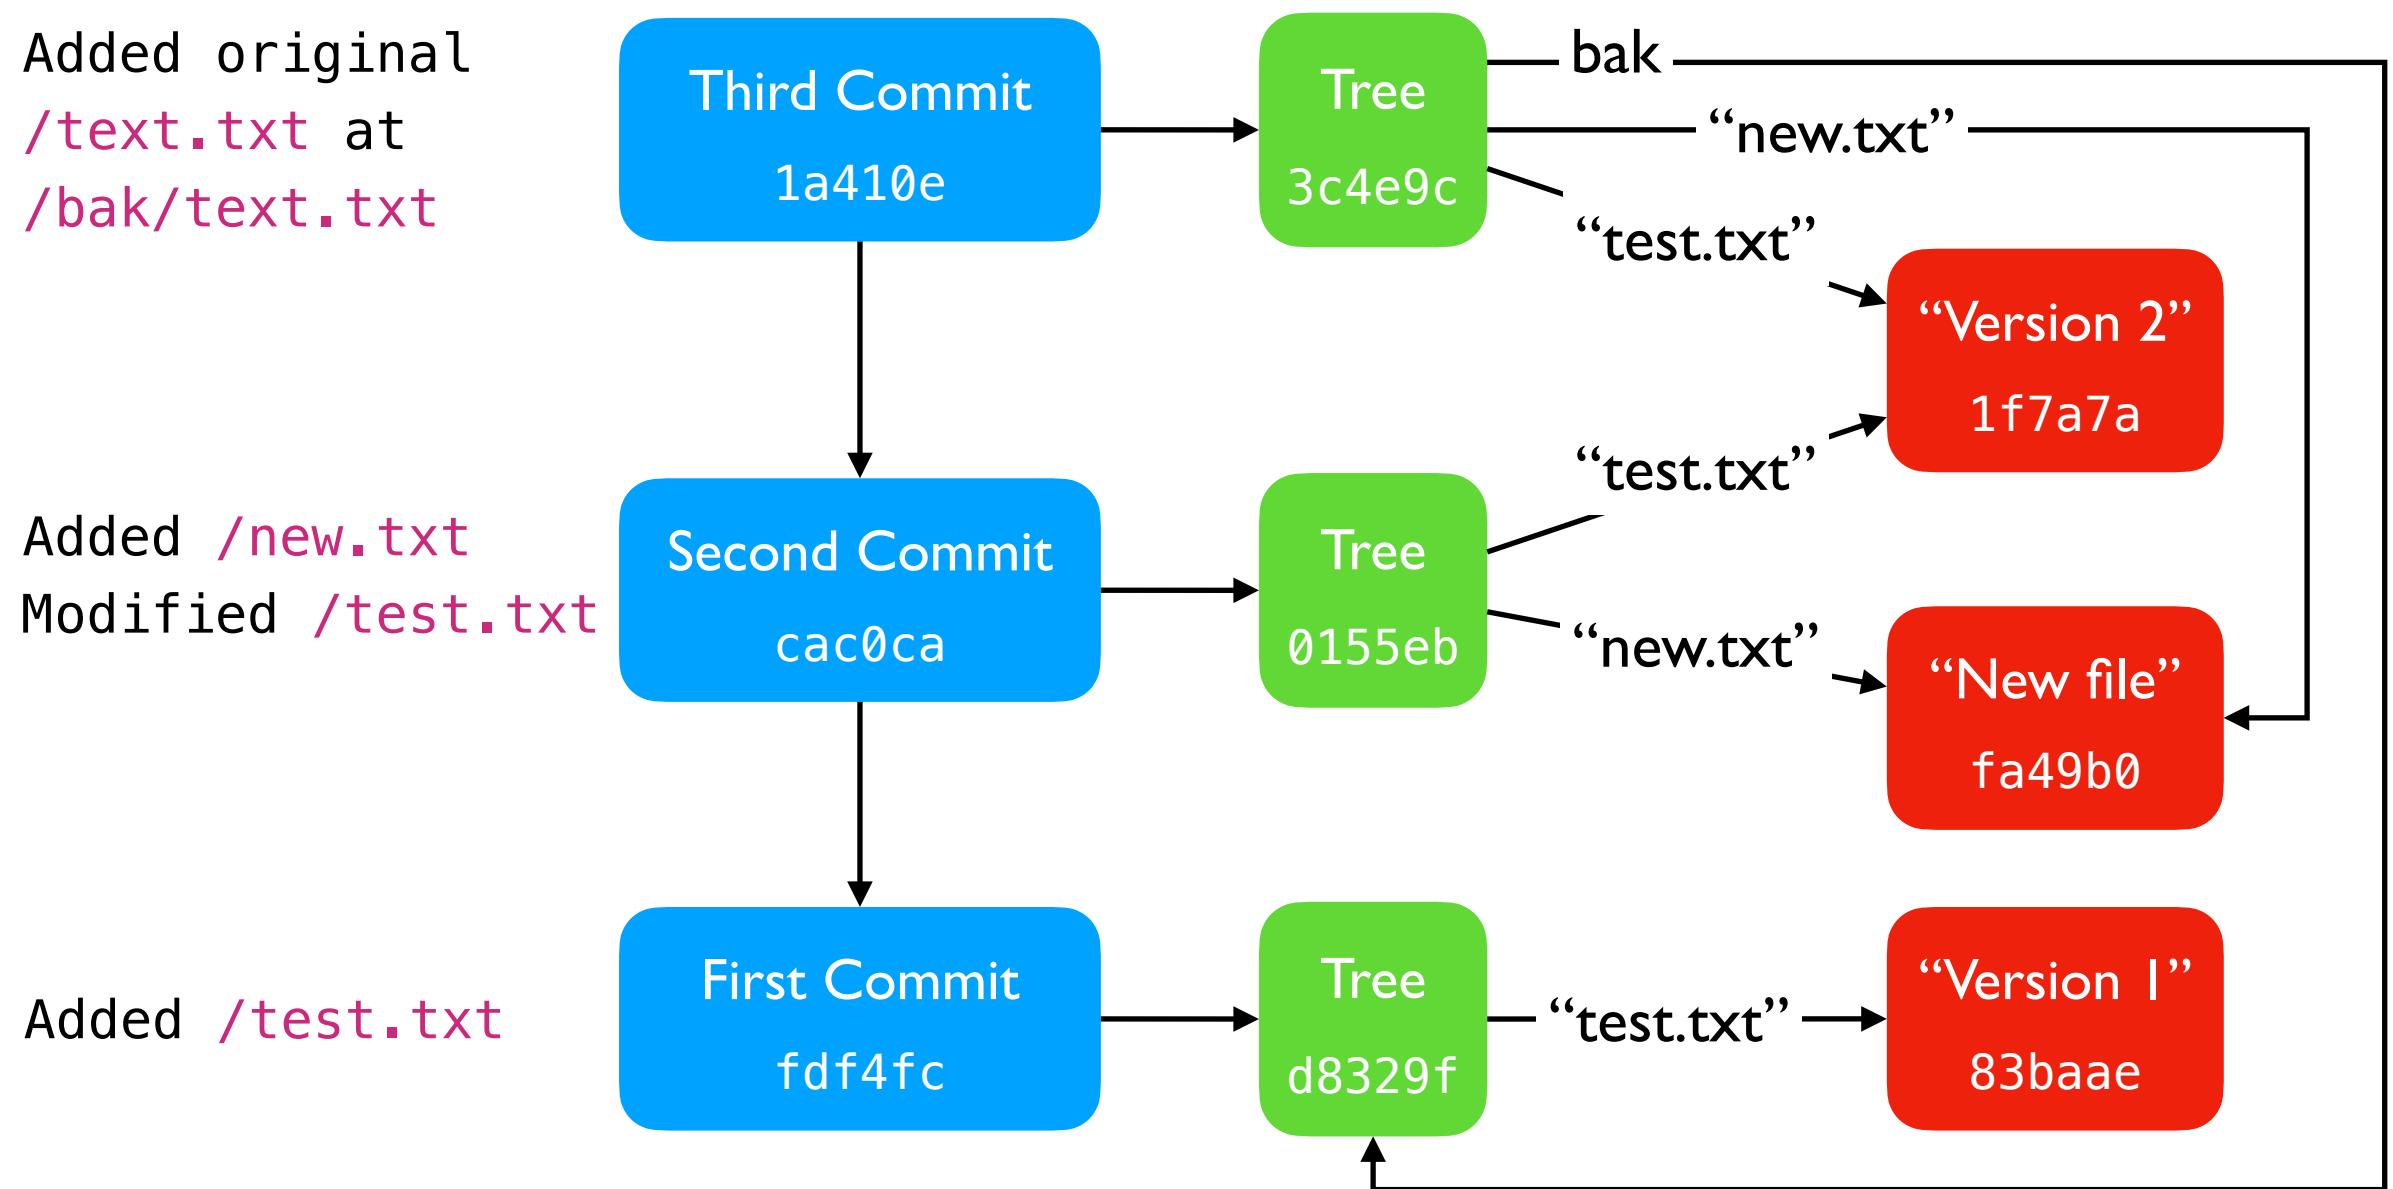 Added original
/text.txt at
/bak/text.txt
Third Commit
1a410e
Tree
3c4e9c
bak
“new.txt”
“test.txt”
“Version 2”
1f7a7a
Added /new.txt
Modified /test.txt
Second Commit
cac0ca
Tree
0155eb
“test.txt”
“new.txt”
“New file”
fa49b0
Added /test.txt
First Commit
fdf4fc
Tree
d8329f
“test.txt”
“Version 1”
83baae